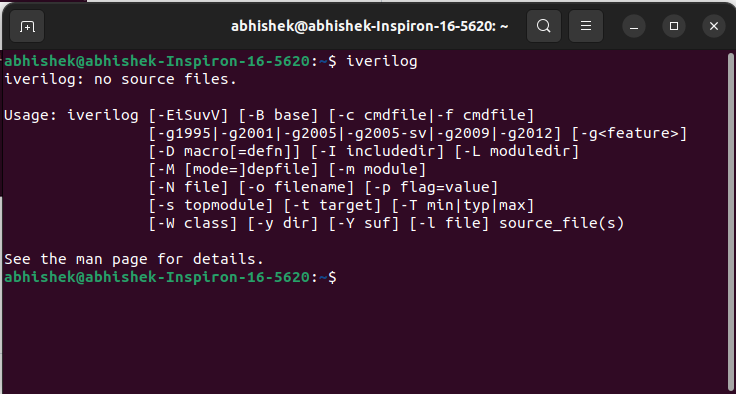 abhishek@abhishek-Inspiron-16-5620: ~
abhishek@abhishek-Inspiron-16-5620:~$ iverilog
iverilog: no source files.

Usage: iverilog [-EiSuvV] [-B base] [-c cmdfile|-f cmdfile]
                [-g1995|-g2001|-g2005|-g2005-sv|-g2009|-g2012] [-g<feature>]
                [-D macro[=defn]] [-I includedir] [-L moduledir]
                [-M [mode=]depfile] [-m module]
                [-N file] [-o filename] [-p flag=value]
                [-s topmodule] [-t target] [-T min|typ|max]
                [-W class] [-y dir] [-Y suf] [-l file] source_file(s)

See the man page for details.
abhishek@abhishek-Inspiron-16-5620:~$